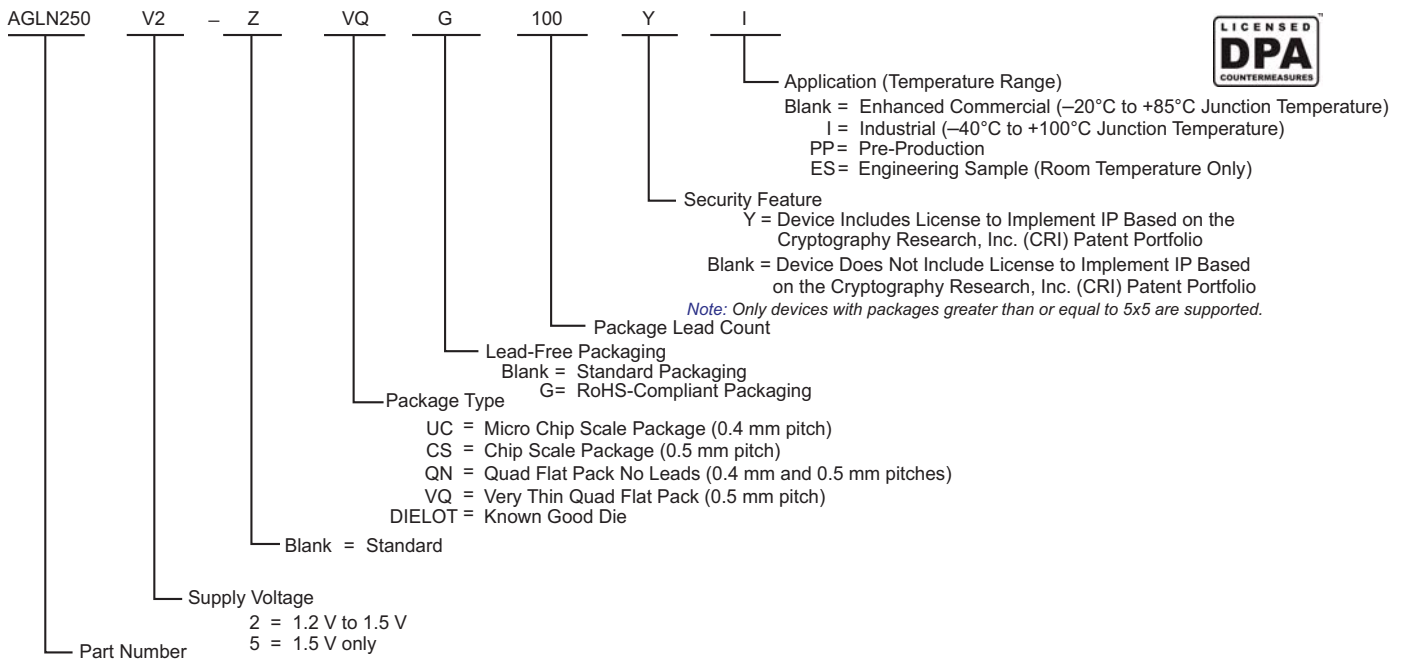 AGLN250 V2 – Z VQ G 100 Y I
LICENSED ™
DPA
COUNTERMEASURES
Application (Temperature Range)
Blank = Enhanced Commercial (–20°C to +85°C Junction Temperature)
I = Industrial (–40°C to +100°C Junction Temperature)
PP = Pre-Production
ES = Engineering Sample (Room Temperature Only)
Security Feature
Y = Device Includes License to Implement IP Based on the
Cryptography Research, Inc. (CRI) Patent Portfolio
Blank = Device Does Not Include License to Implement IP Based
on the Cryptography Research, Inc. (CRI) Patent Portfolio
Note: Only devices with packages greater than or equal to 5x5 are supported.
Package Lead Count
Lead-Free Packaging
Blank = Standard Packaging
G= RoHS-Compliant Packaging
Package Type
UC = Micro Chip Scale Package (0.4 mm pitch)
CS = Chip Scale Package (0.5 mm pitch)
QN = Quad Flat Pack No Leads (0.4 mm and 0.5 mm pitches)
VQ = Very Thin Quad Flat Pack (0.5 mm pitch)
DIELOT = Known Good Die
Blank = Standard
Supply Voltage
2 = 1.2 V to 1.5 V
5 = 1.5 V only
Part Number